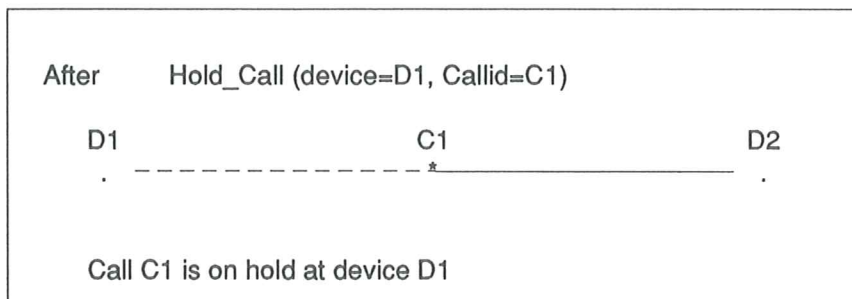 After Hold_Call (device=D1, Callid=C1)
D1 C1 D2
Call C1 is on hold at device D1